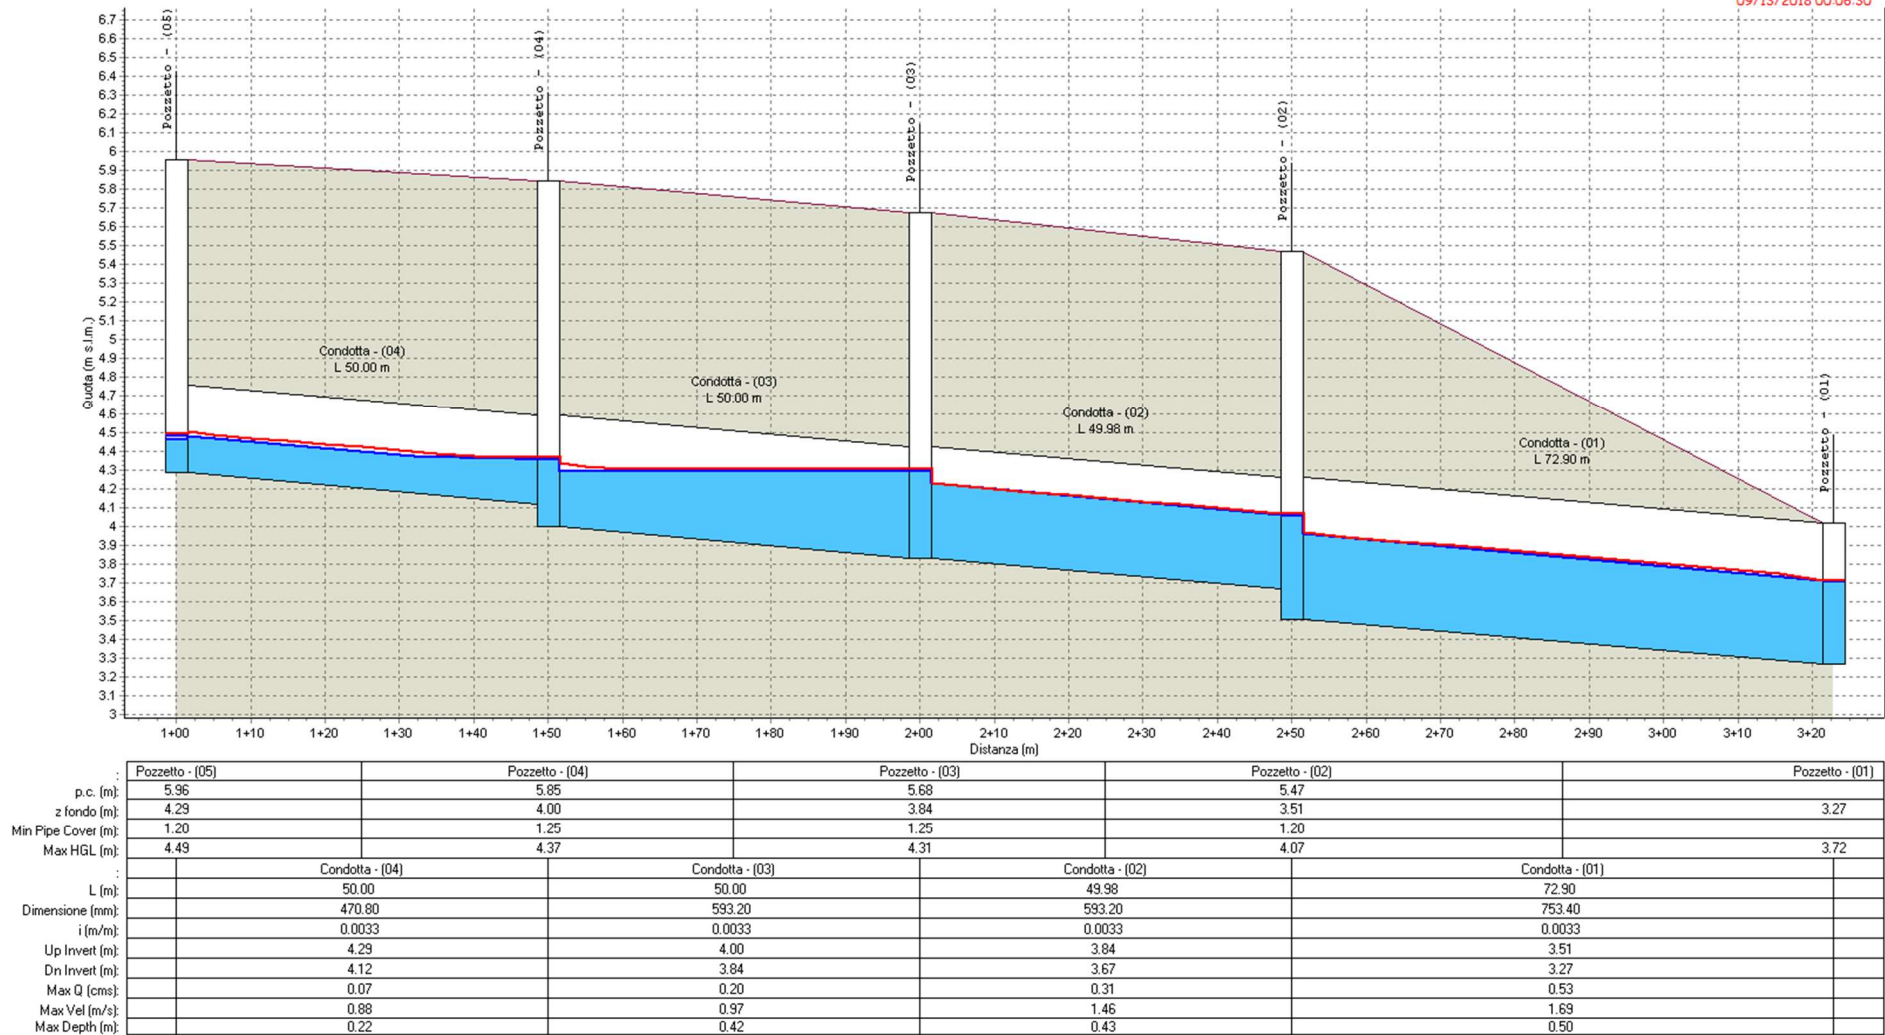 09/13/2018 00:06:30
6.7
6.6
6.5
6.4
6.3
6.2
6.1
6
5.9
5.8
5.7
5.6
5.5
5.4
5.3
5.2
5.1
5
4.9
4.8
4.7
4.6
4.5
4.4
4.3
4.2
4.1
4
3.9
3.8
3.7
3.6
3.5
3.4
3.3
3.2
3.1
3
Quota (m s.l.m.)
Pozzetto - (05)
Pozzetto - (04)
Pozzetto - (03)
Pozzetto - (02)
Pozzetto - (01)
Condotta - (04)
L 50.00 m
Condotta - (03)
L 50.00 m
Condotta - (02)
L 49.98 m
Condotta - (01)
L 72.90 m
1+00 1+10 1+20 1+30 1+40 1+50 1+60 1+70 1+80 1+90 2+00 2+10 2+20 2+30 2+40 2+50 2+60 2+70 2+80 2+90 3+00 3+10 3+20
Distanza (m)
: Pozzetto - (05) Pozzetto - (04) Pozzetto - (03) Pozzetto - (02) Pozzetto - (01)
p.c. (m): 5.96 5.85 5.68 5.47
z fondo (m): 4.29 4.00 3.84 3.51 3.27
Min Pipe Cover (m): 1.20 1.25 1.25 1.20
Max HGL (m): 4.49 4.37 4.31 4.07 3.72
: Condotta - (04) Condotta - (03) Condotta - (02) Condotta - (01)
L (m): 50.00 50.00 49.98 72.90
Dimensione (mm): 470.80 593.20 593.20 753.40
i (m/m): 0.0033 0.0033 0.0033 0.0033
Up Invert (m): 4.29 4.00 3.84 3.51
Dn Invert (m): 4.12 3.84 3.67 3.27
Max Q (cms): 0.07 0.20 0.31 0.53
Max Vel (m/s): 0.88 0.97 1.46 1.69
Max Depth (m): 0.22 0.42 0.43 0.50